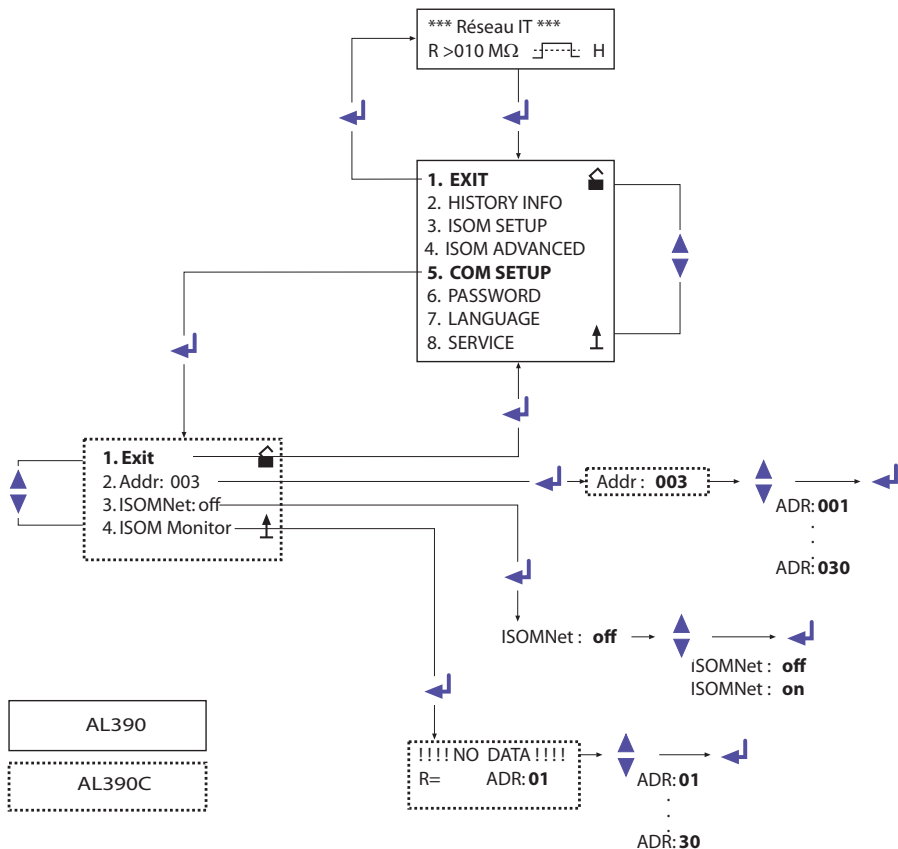 *** Réseau IT ***
R >010 MΩ H
1. EXIT
2. HISTORY INFO
3. ISOM SETUP
4. ISOM ADVANCED
5. COM SETUP
6. PASSWORD
7. LANGUAGE
8. SERVICE
1. Exit
2. Addr: 003
3. ISOMNet: off
4. ISOM Monitor
Addr : 003
ADR: 001
.
.
ADR: 030
ISOMNet : off
ISOMNet : off
ISOMNet : on
!!!! NO DATA !!!!
R= ADR: 01
ADR: 01
.
.
ADR: 30
AL390
AL390C